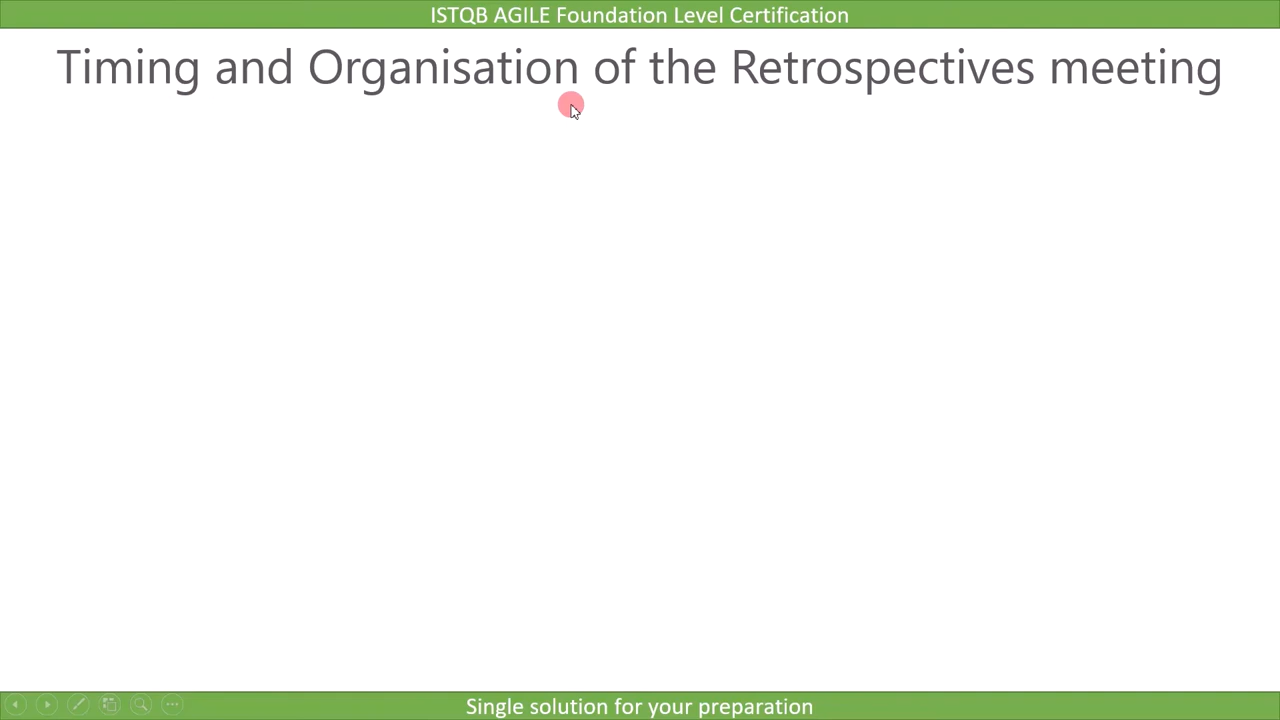 ISTQB AGILE Foundation Level Certification
Timing and Organisation of the Retrospectives meeting
Single solution for your preparation